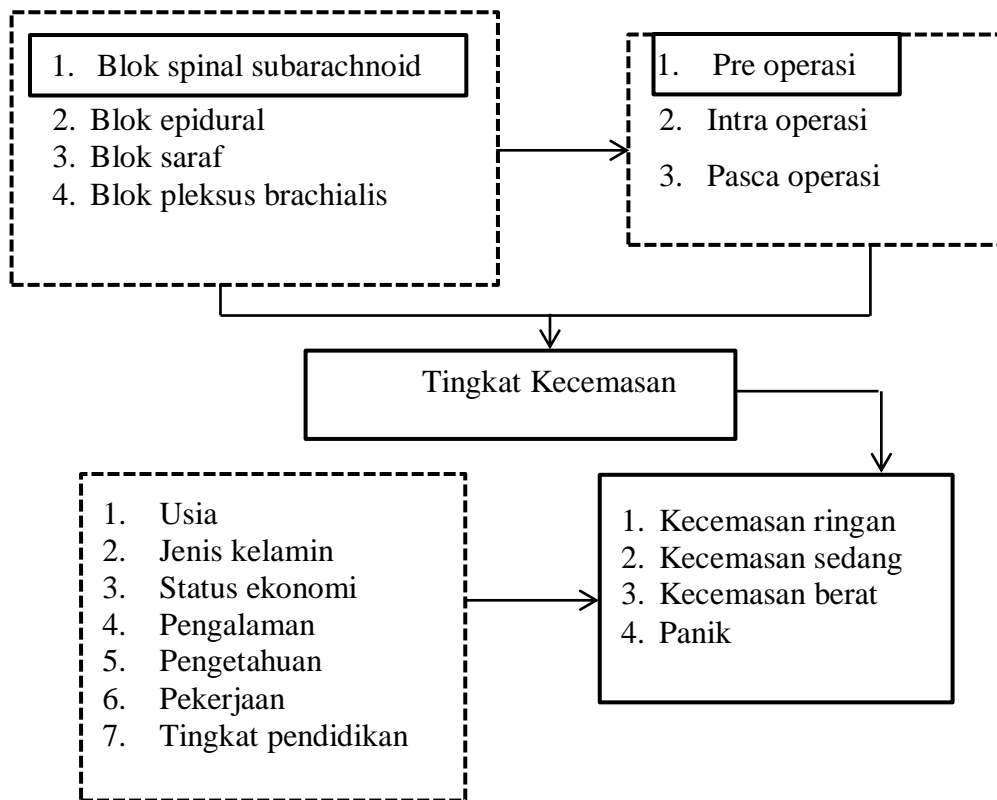 1. Blok spinal subarachnoid
2. Blok epidural
3. Blok saraf
4. Blok pleksus brachialis
1. Pre operasi
2. Intra operasi
3. Pasca operasi
Tingkat Kecemasan
1. Usia
2. Jenis kelamin
3. Status ekonomi
4. Pengalaman
5. Pengetahuan
6. Pekerjaan
7. Tingkat pendidikan
1. Kecemasan ringan
2. Kecemasan sedang
3. Kecemasan berat
4. Panik